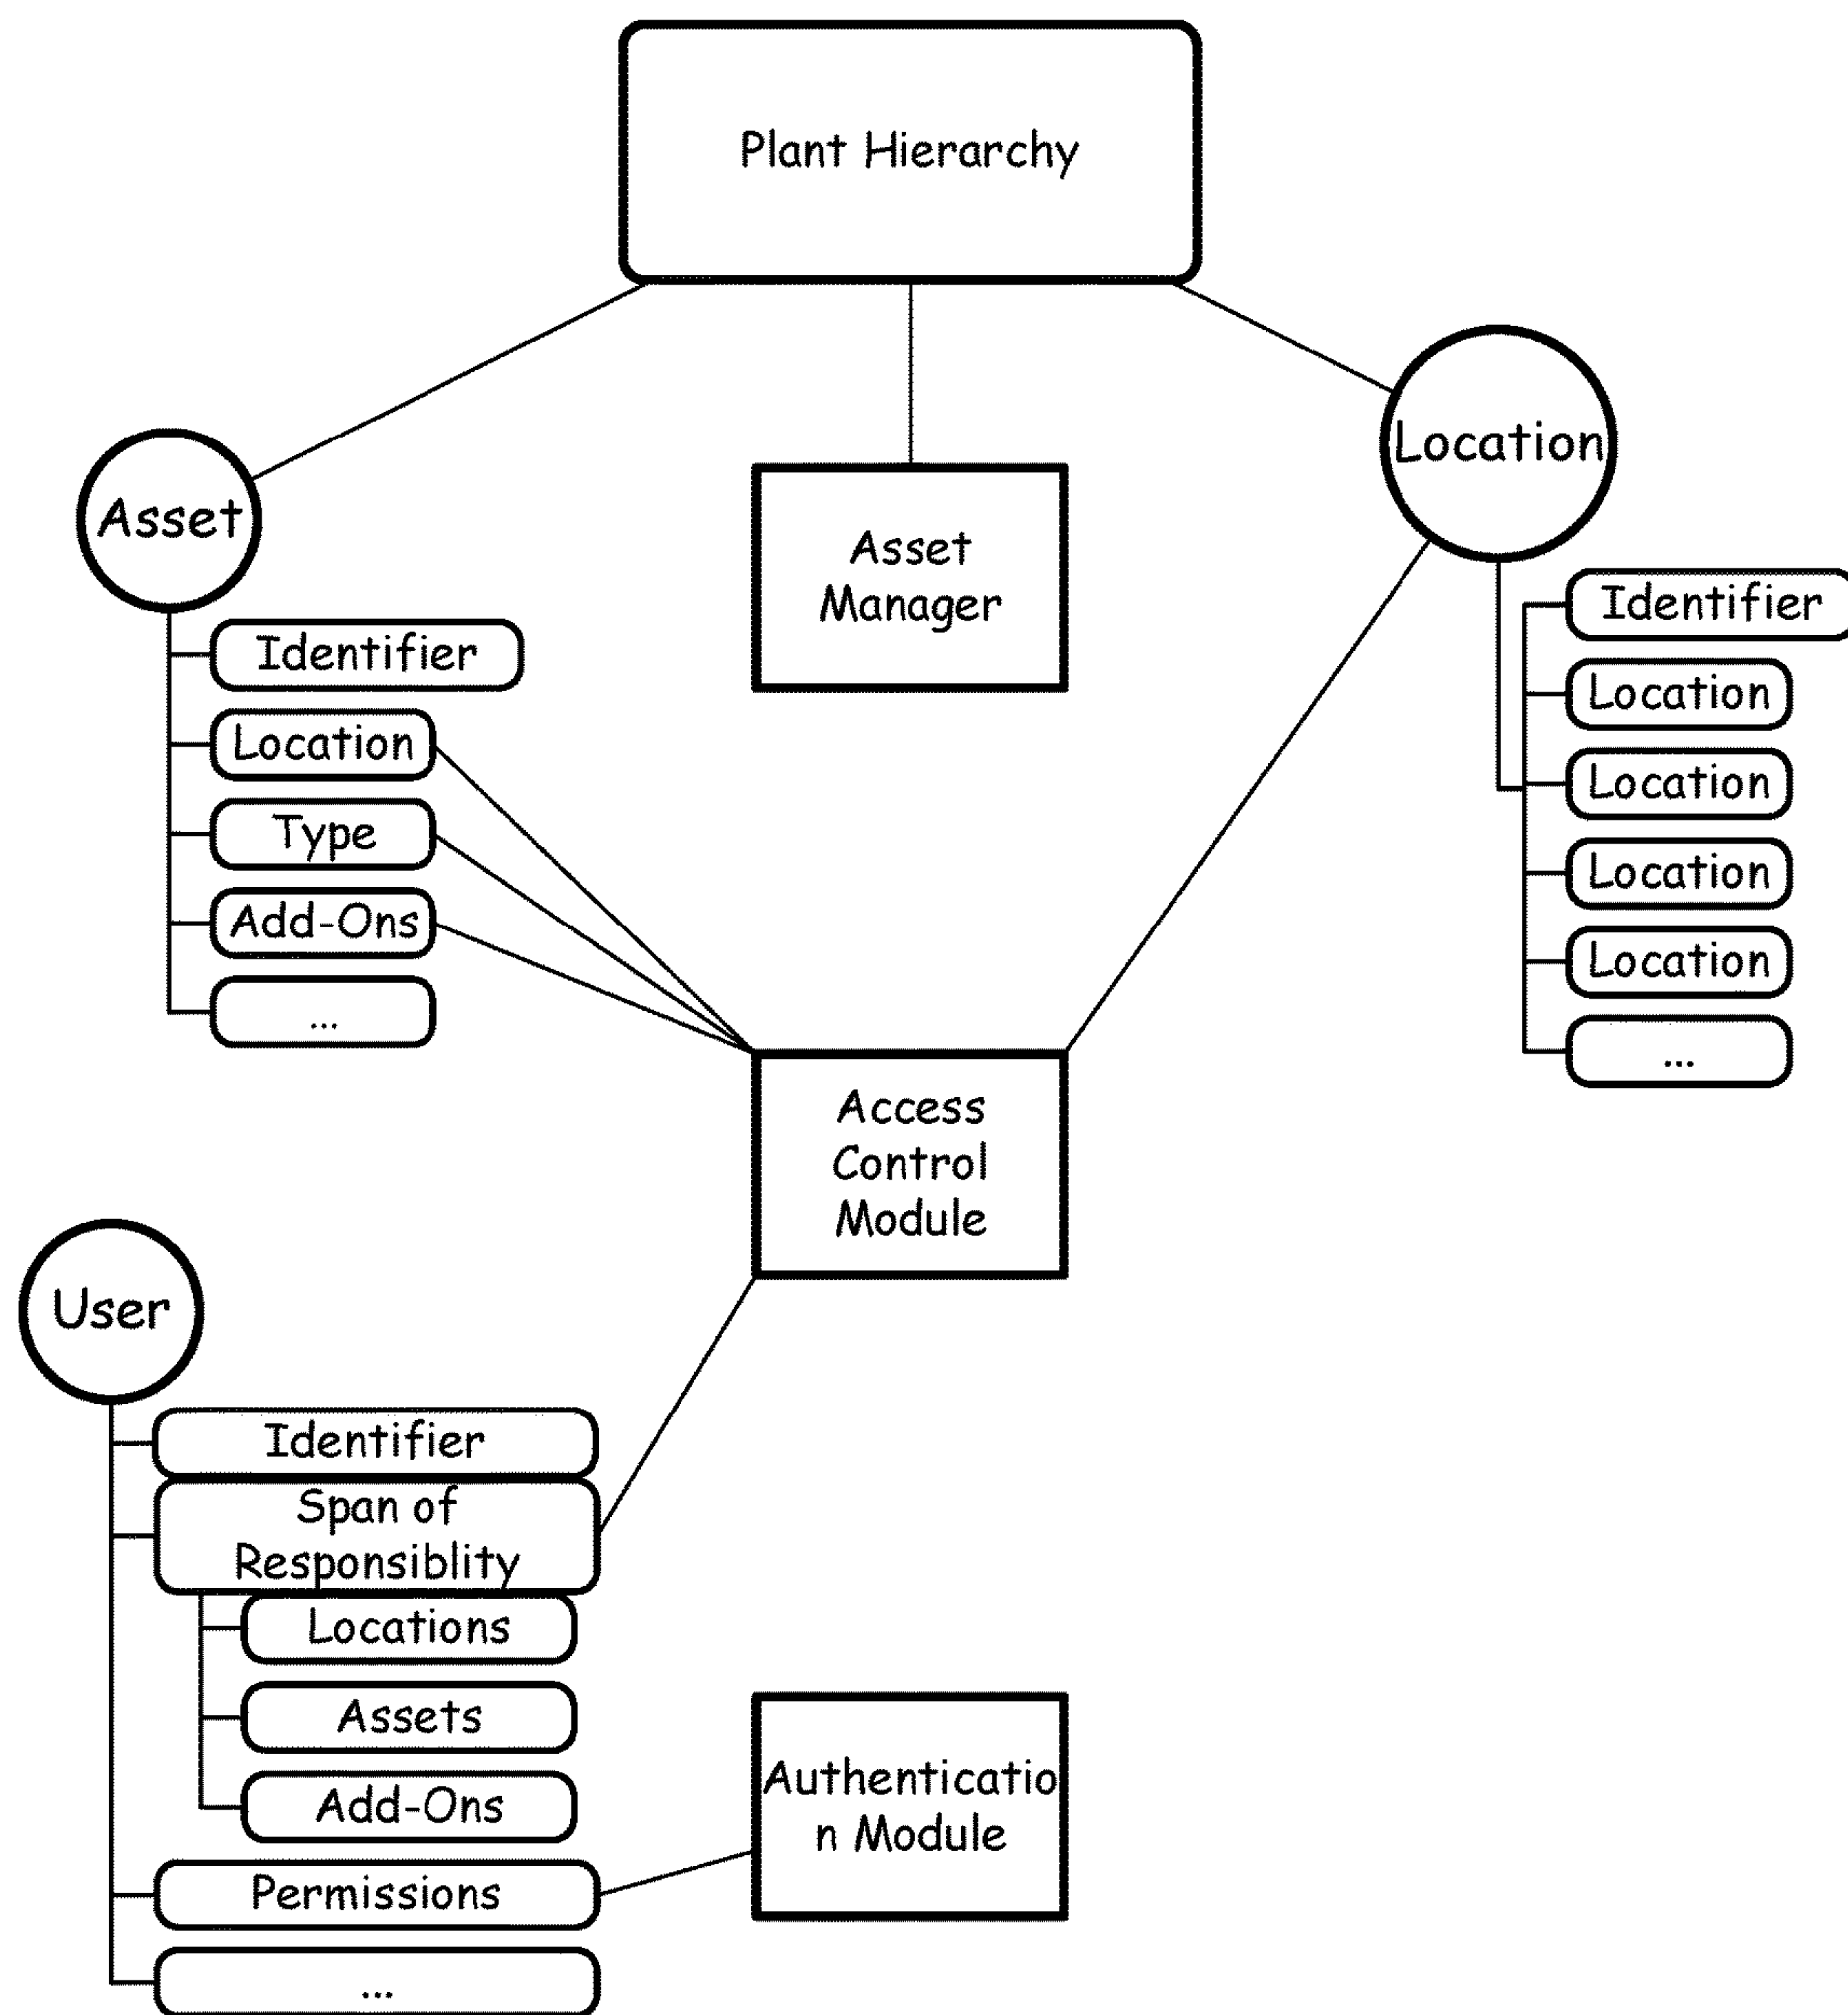 Plant Hierarchy
Asset
Asset
Manager
Location
Identifier
Location
Type
Add-Ons
...
Identifier
Location
Location
Location
Location
...
Access
Control
Module
User
Identifier
Span of
Responsiblity
Locations
Assets
Add-Ons
Permissions
...
Authenticatio
n Module